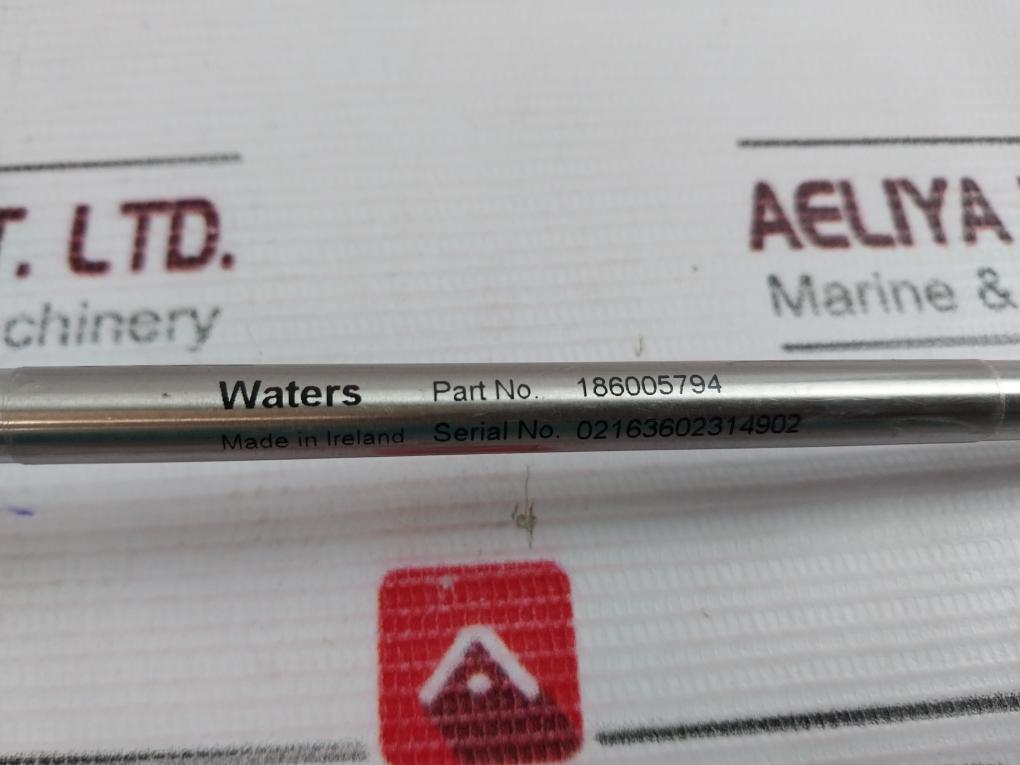 T. LTD.
chinery
AELIYA
Marine &
Waters Part No. 186005794
Made in Ireland Serial No. 02163602314902